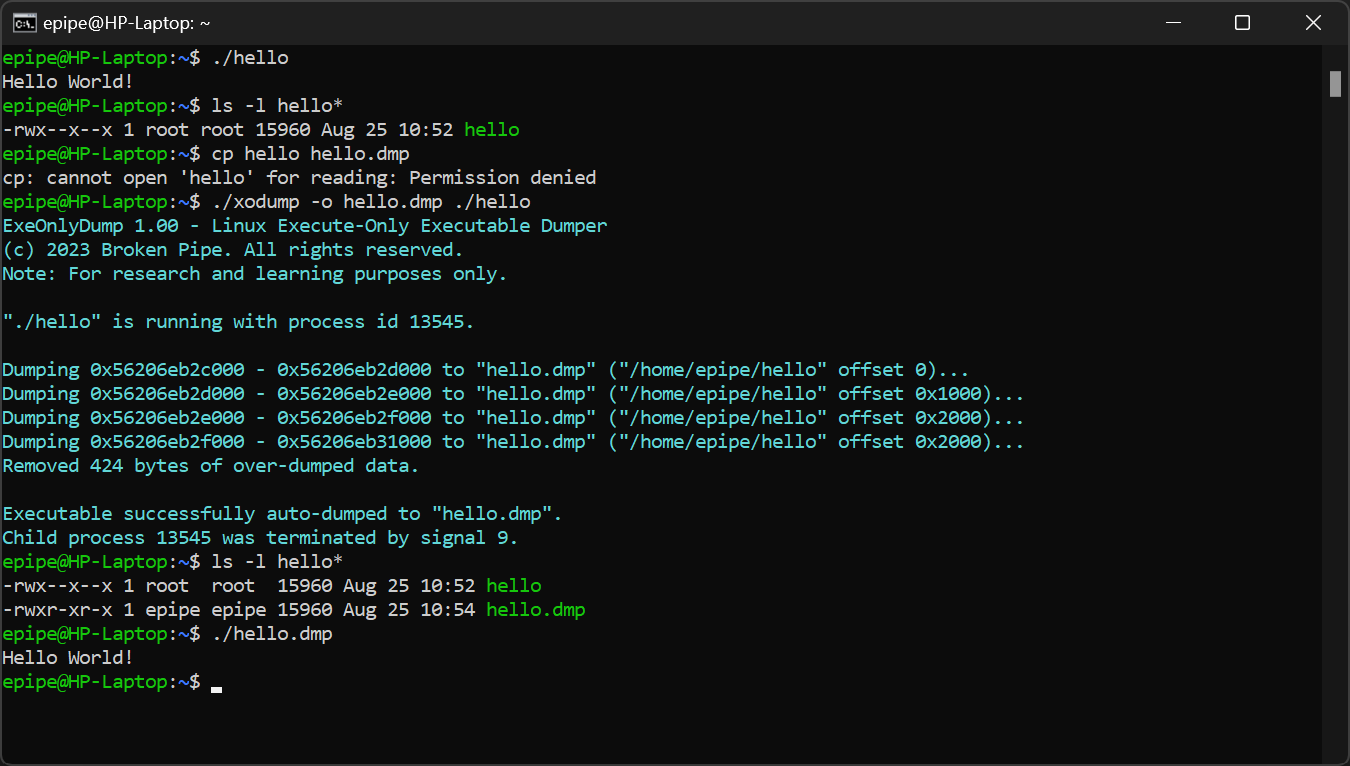 epipe@HP-Laptop: ~
epipe@HP-Laptop:~$ ./hello
Hello World!
epipe@HP-Laptop:~$ ls -l hello*
-rwx--x--x 1 root root 15960 Aug 25 10:52 hello
epipe@HP-Laptop:~$ cp hello hello.dmp
cp: cannot open 'hello' for reading: Permission denied
epipe@HP-Laptop:~$ ./xodump -o hello.dmp ./hello
ExeOnlyDump 1.00 - Linux Execute-Only Executable Dumper
(c) 2023 Broken Pipe. All rights reserved.
Note: For research and learning purposes only.
"./hello" is running with process id 13545.
Dumping 0x56206eb2c000 - 0x56206eb2d000 to "hello.dmp" ("/home/epipe/hello" offset 0)...
Dumping 0x56206eb2d000 - 0x56206eb2e000 to "hello.dmp" ("/home/epipe/hello" offset 0x1000)...
Dumping 0x56206eb2e000 - 0x56206eb2f000 to "hello.dmp" ("/home/epipe/hello" offset 0x2000)...
Dumping 0x56206eb2f000 - 0x56206eb31000 to "hello.dmp" ("/home/epipe/hello" offset 0x2000)...
Removed 424 bytes of over-dumped data.
Executable successfully auto-dumped to "hello.dmp".
Child process 13545 was terminated by signal 9.
epipe@HP-Laptop:~$ ls -l hello*
-rwx--x--x 1 root  root  15960 Aug 25 10:52 hello
-rwxr-xr-x 1 epipe epipe 15960 Aug 25 10:54 hello.dmp
epipe@HP-Laptop:~$ ./hello.dmp
Hello World!
epipe@HP-Laptop:~$